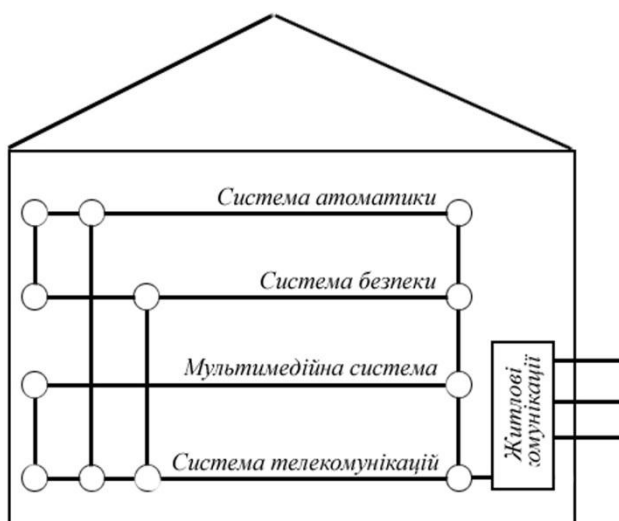 Система атоматики
Система безпеки
Мультимедійна система
Система телекомунікацій
Житлові
комунікації